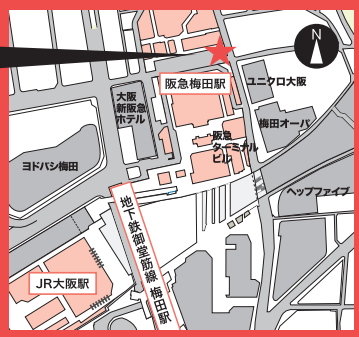 N
阪急梅田駅
ユニクロ大阪
大阪
新阪急
ホテル
梅田オーパ
阪急
ターミナル
ビル
ヨドバシ梅田
ヘップファイブ
地下鉄御堂筋線 梅田駅
JR大阪駅